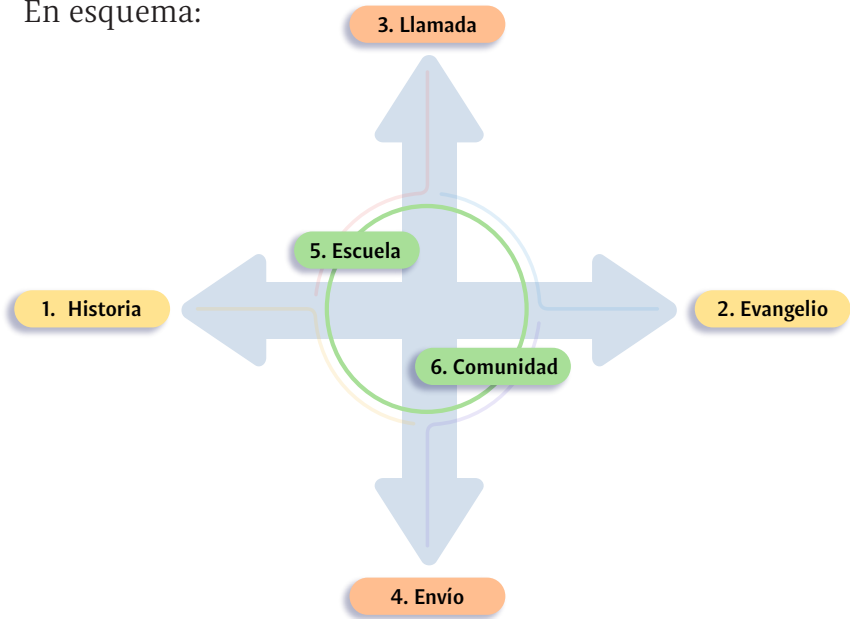 En esquema:
3. Llamada
5. Escuela
1. Historia
2. Evangelio
6. Comunidad
4. Envío